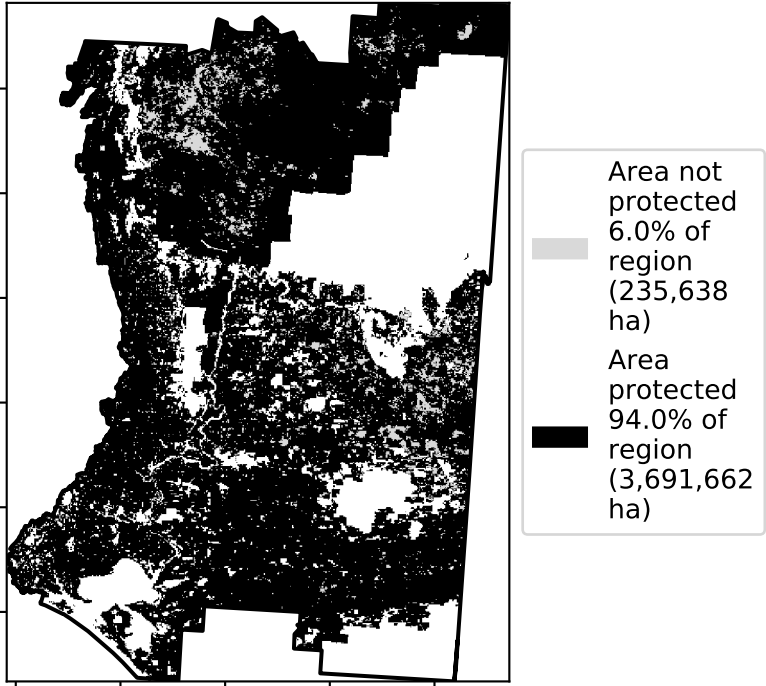 Area not
protected
6.0% of
region
(235,638
ha)
Area
protected
94.0% of
region
(3,691,662
ha)